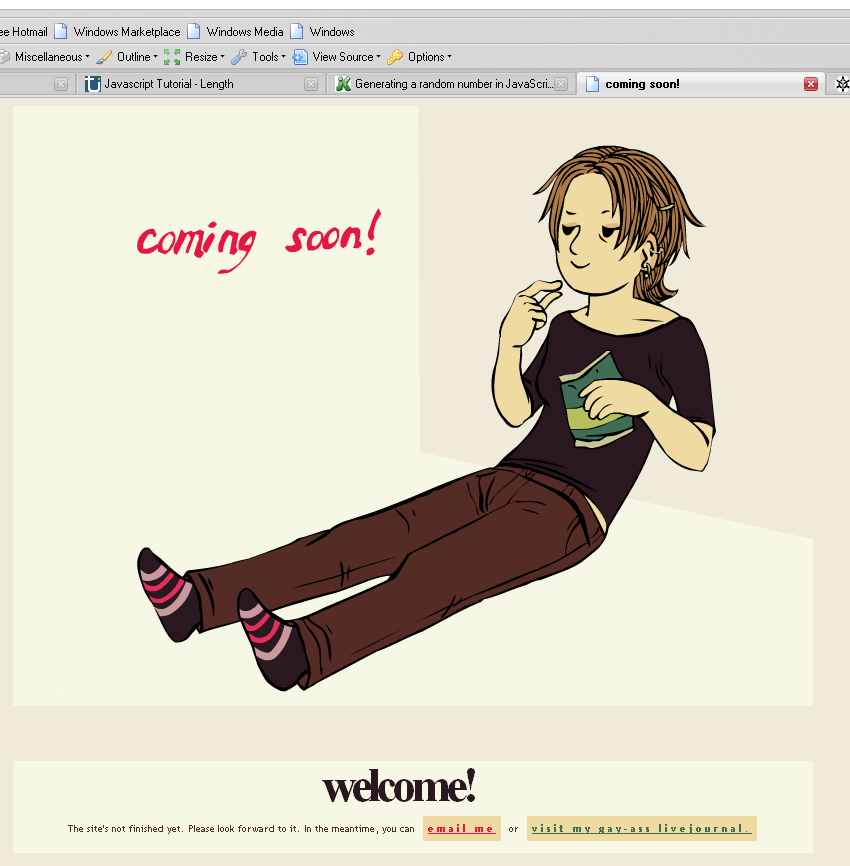 ee Hotmail Windows Marketplace Windows Media Windows
Miscellaneous Outline Resize Tools View Source Options
Javascript Tutorial - Length Generating a random number in JavaScri... coming soon!
coming soon!
welcome!
The site's not finished yet. Please look forward to it. In the meantime, you can email me or visit my gay-ass livejournal.